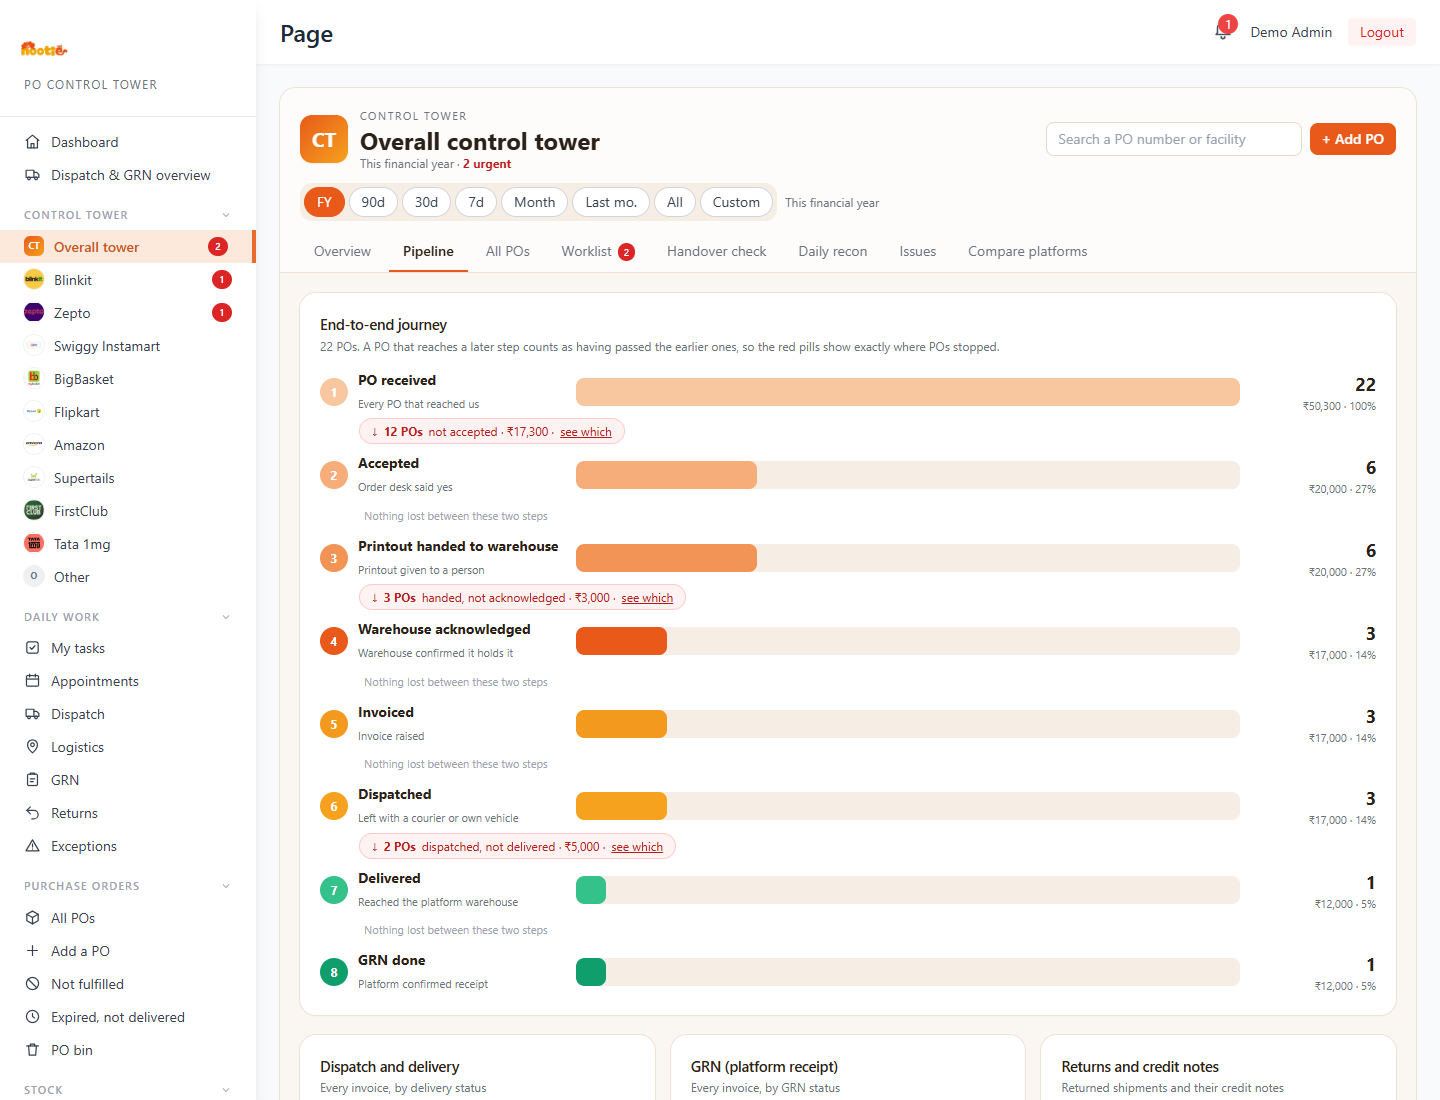 nootie
PO CONTROL TOWER
Dashboard
Dispatch & GRN overview
CONTROL TOWER
CT Overall tower 2
blinkit Blinkit 1
zepto Zepto 1
Swiggy Instamart
bb BigBasket
Flipkart
Amazon
Supertails
FIRST CLUB FirstClub
TATA 1mg Tata 1mg
O Other
DAILY WORK
My tasks
Appointments
Dispatch
Logistics
GRN
Returns
Exceptions
PURCHASE ORDERS
All POs
Add a PO
Not fulfilled
Expired, not delivered
PO bin
STOCK
Page
1
Demo Admin
Logout
CT
CONTROL TOWER
Overall control tower
This financial year · 2 urgent
Search a PO number or facility
+ Add PO
FY 90d 30d 7d Month Last mo. All Custom This financial year
Overview Pipeline All POs Worklist 2 Handover check Daily recon Issues Compare platforms
End-to-end journey
22 POs. A PO that reaches a later step counts as having passed the earlier ones, so the red pills show exactly where POs stopped.
1 PO received 22
Every PO that reached us ₹50,300 · 100%
↓ 12 POs not accepted · ₹17,300 · see which
2 Accepted 6
Order desk said yes ₹20,000 · 27%
Nothing lost between these two steps
3 Printout handed to warehouse 6
Printout given to a person ₹20,000 · 27%
↓ 3 POs handed, not acknowledged · ₹3,000 · see which
4 Warehouse acknowledged 3
Warehouse confirmed it holds it ₹17,000 · 14%
Nothing lost between these two steps
5 Invoiced 3
Invoice raised ₹17,000 · 14%
Nothing lost between these two steps
6 Dispatched 3
Left with a courier or own vehicle ₹17,000 · 14%
↓ 2 POs dispatched, not delivered · ₹5,000 · see which
7 Delivered 1
Reached the platform warehouse ₹12,000 · 5%
Nothing lost between these two steps
8 GRN done 1
Platform confirmed receipt ₹12,000 · 5%
Dispatch and delivery
Every invoice, by delivery status
GRN (platform receipt)
Every invoice, by GRN status
Returns and credit notes
Returned shipments and their credit notes